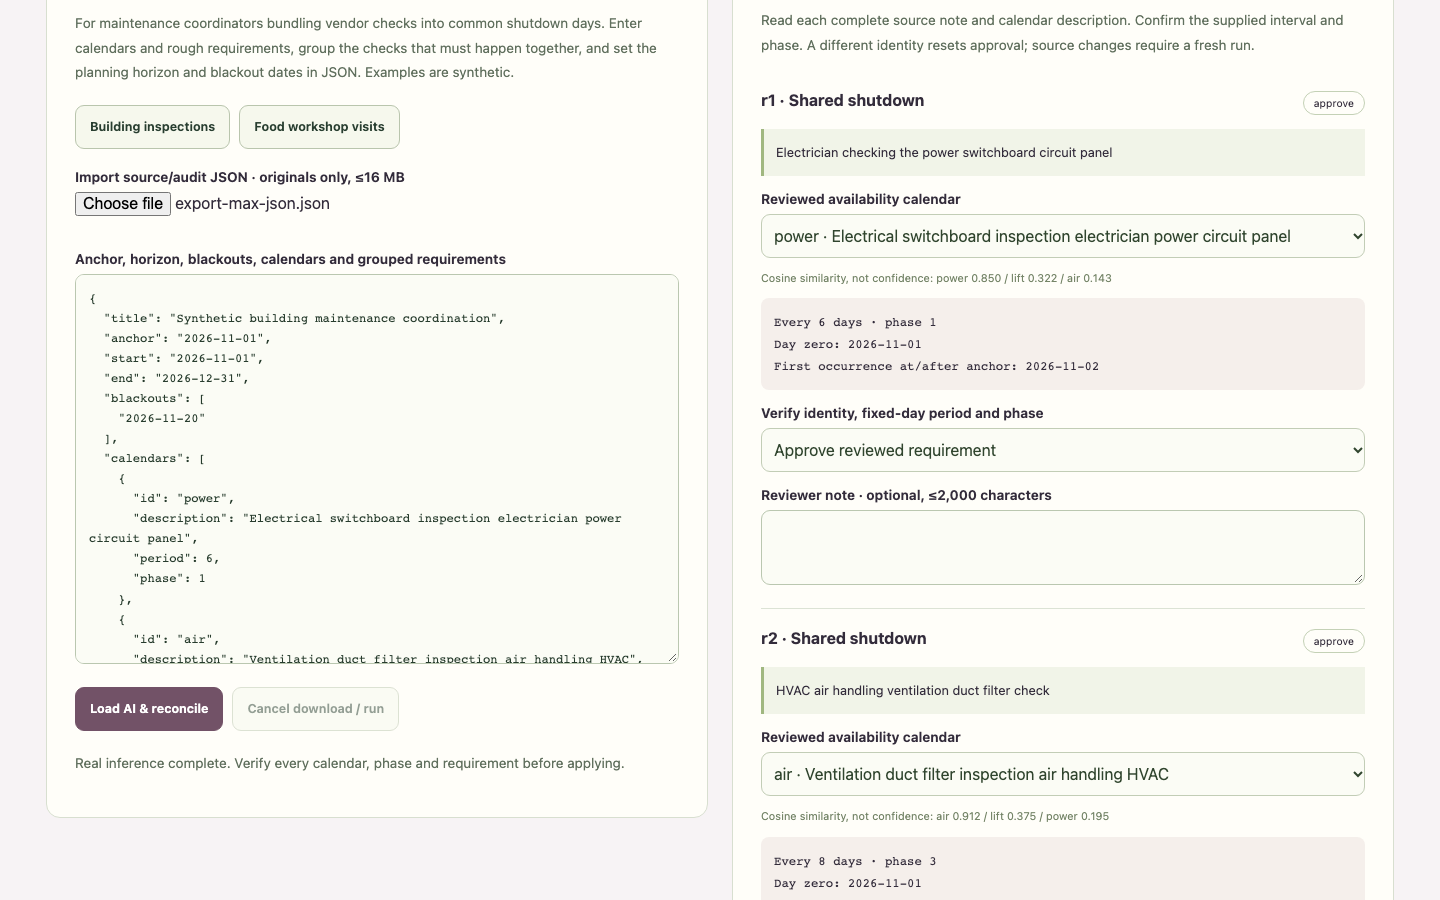 For maintenance coordinators bundling vendor checks into common shutdown days. Enter
calendars and rough requirements, group the checks that must happen together, and set the
planning horizon and blackout dates in JSON. Examples are synthetic.
Building inspections
Food workshop visits
Import source/audit JSON · originals only, ≤16 MB
Choose file export-max-json.json
Anchor, horizon, blackouts, calendars and grouped requirements
{
  "title": "Synthetic building maintenance coordination",
  "anchor": "2026-11-01",
  "start": "2026-11-01",
  "end": "2026-12-31",
  "blackouts": [
    "2026-11-20"
  ],
  "calendars": [
    {
      "id": "power",
      "description": "Electrical switchboard inspection electrician power
circuit panel",
      "period": 6,
      "phase": 1
    },
    {
      "id": "air",
      "description": "Ventilation duct filter inspection air handling HVAC",
Load AI & reconcile
Cancel download / run
Real inference complete. Verify every calendar, phase and requirement before applying.
Read each complete source note and calendar description. Confirm the supplied interval and
phase. A different identity resets approval; source changes require a fresh run.
r1 · Shared shutdown
approve
Electrician checking the power switchboard circuit panel
Reviewed availability calendar
power · Electrical switchboard inspection electrician power circuit panel
Cosine similarity, not confidence: power 0.850 / lift 0.322 / air 0.143
Every 6 days · phase 1
Day zero: 2026-11-01
First occurrence at/after anchor: 2026-11-02
Verify identity, fixed-day period and phase
Approve reviewed requirement
Reviewer note · optional, ≤2,000 characters
r2 · Shared shutdown
approve
HVAC air handling ventilation duct filter check
Reviewed availability calendar
air · Ventilation duct filter inspection air handling HVAC
Cosine similarity, not confidence: air 0.912 / lift 0.375 / power 0.195
Every 8 days · phase 3
Day zero: 2026-11-01